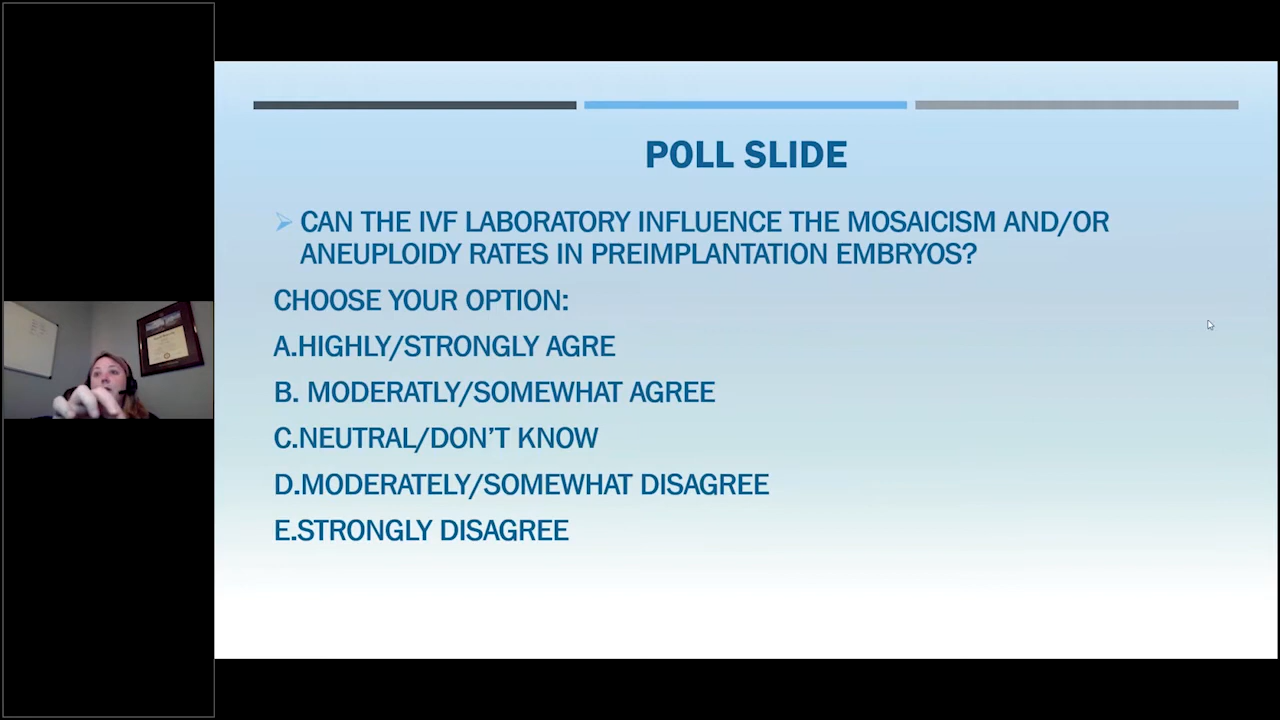 POLL SLIDE
CAN THE IVF LABORATORY INFLUENCE THE MOSAICISM AND/OR
ANEUPLOIDY RATES IN PREIMPLANTATION EMBRYOS?
CHOOSE YOUR OPTION:
A.HIGHLY/STRONGLY AGRE
B. MODERATLY/SOMEWHAT AGREE
C.NEUTRAL/DON'T KNOW
D.MODERATELY/SOMEWHAT DISAGREE
E.STRONGLY DISAGREE